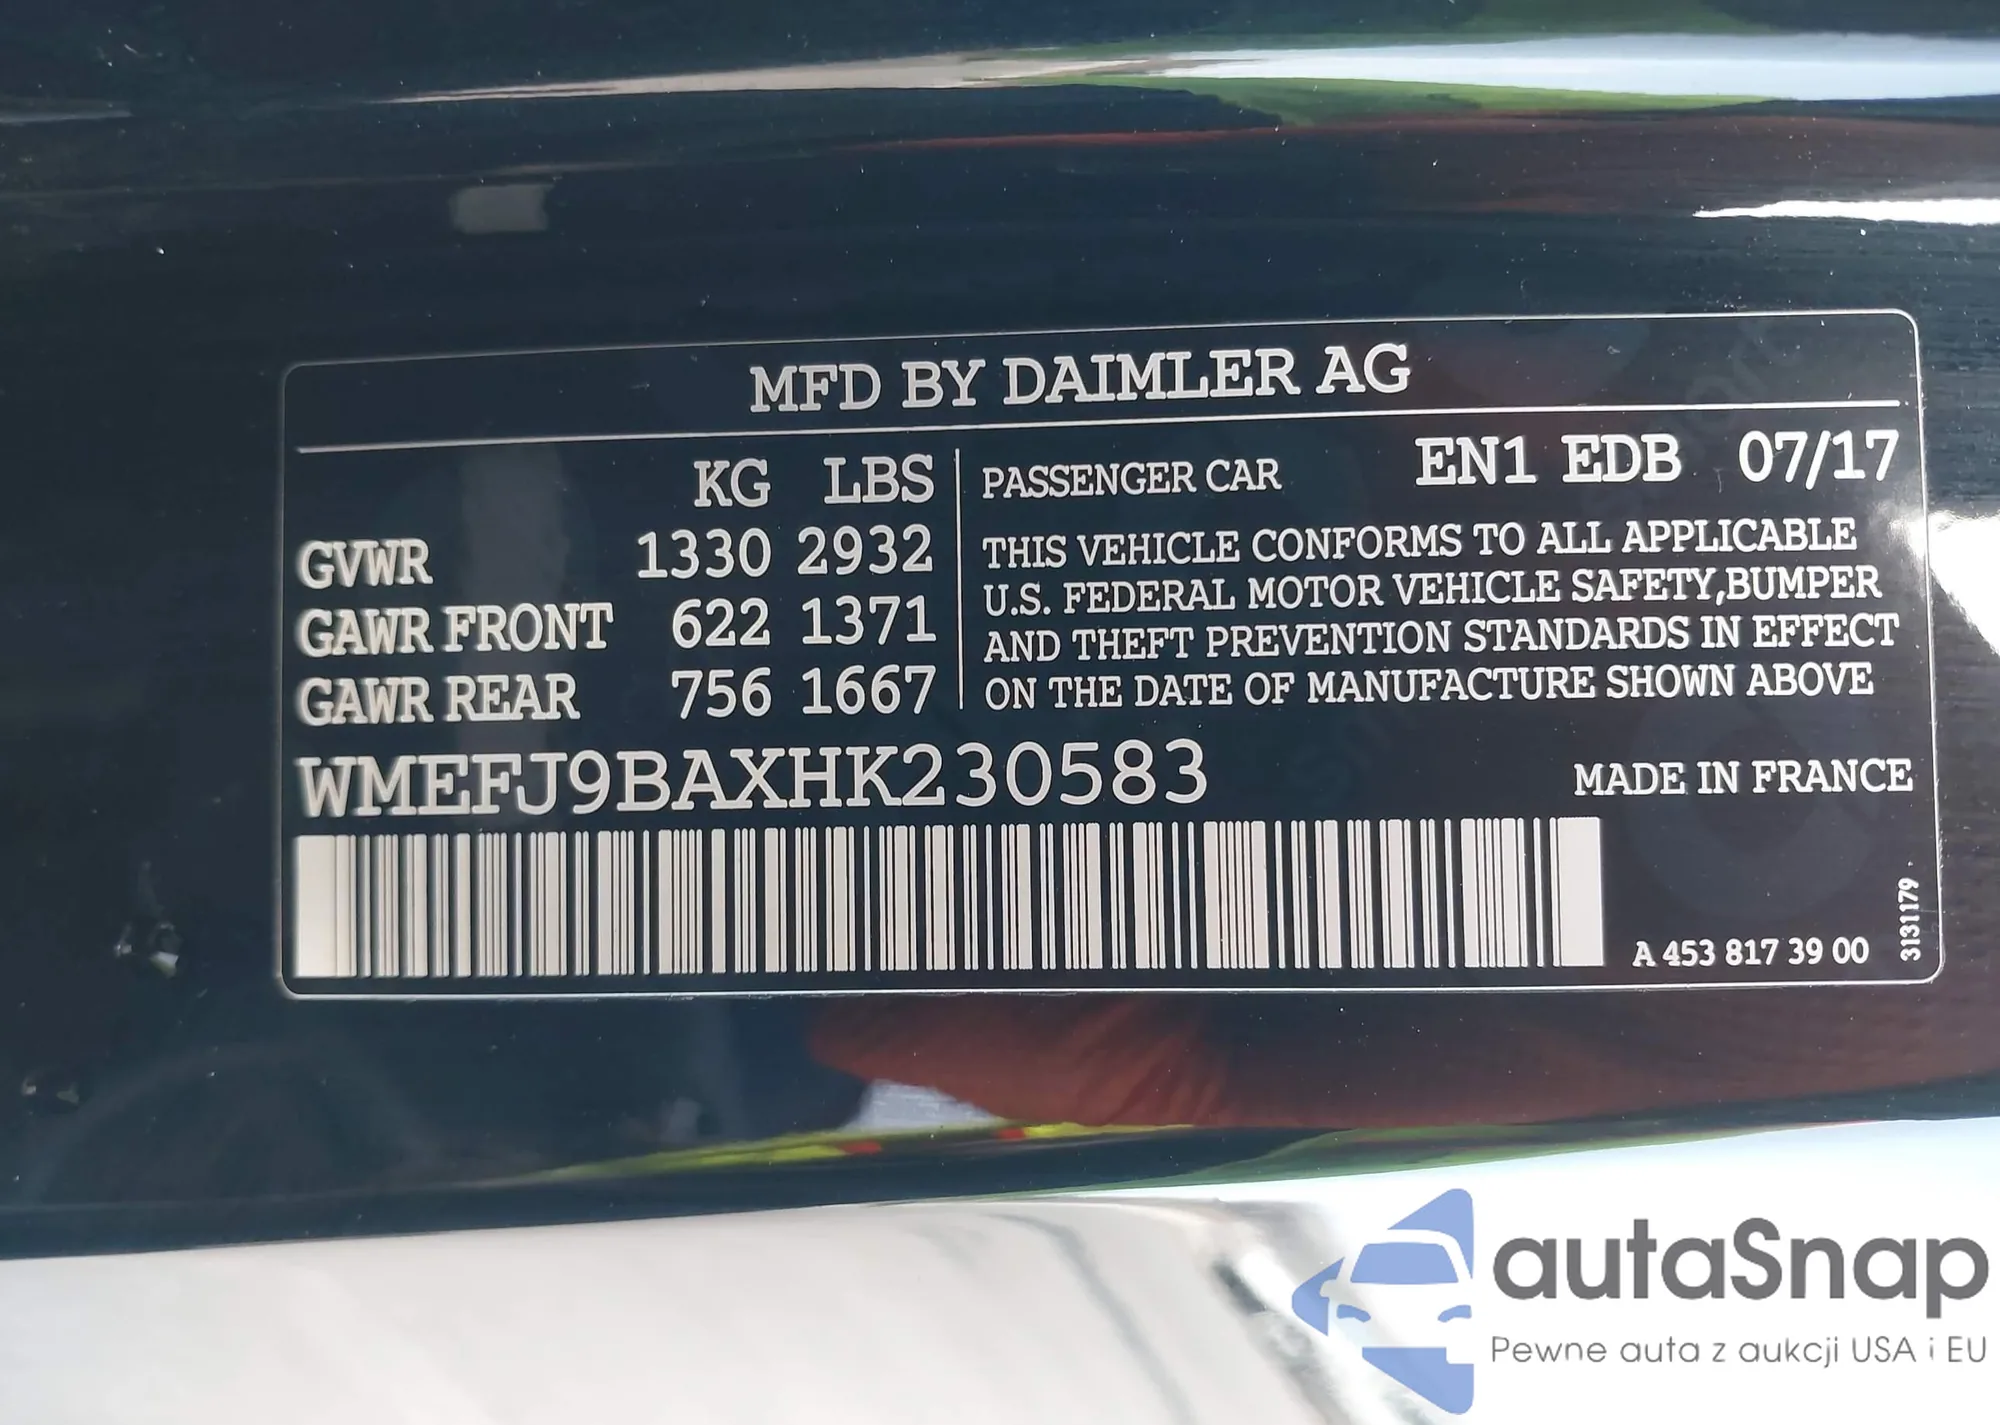 MFD BY DAIMLER AG
KG LBS
GVWR 1330 2932
GAWR FRONT 622 1371
GAWR REAR 756 1667
PASSENGER CAR EN1 EDB 07/17
THIS VEHICLE CONFORMS TO ALL APPLICABLE
U.S. FEDERAL MOTOR VEHICLE SAFETY,BUMPER
AND THEFT PREVENTION STANDARDS IN EFFECT
ON THE DATE OF MANUFACTURE SHOWN ABOVE
WMEFJ9BAXHK230583
MADE IN FRANCE
A 453 817 39 00
3131179
autaSnap
Pewne auta z aukcji USA i EU